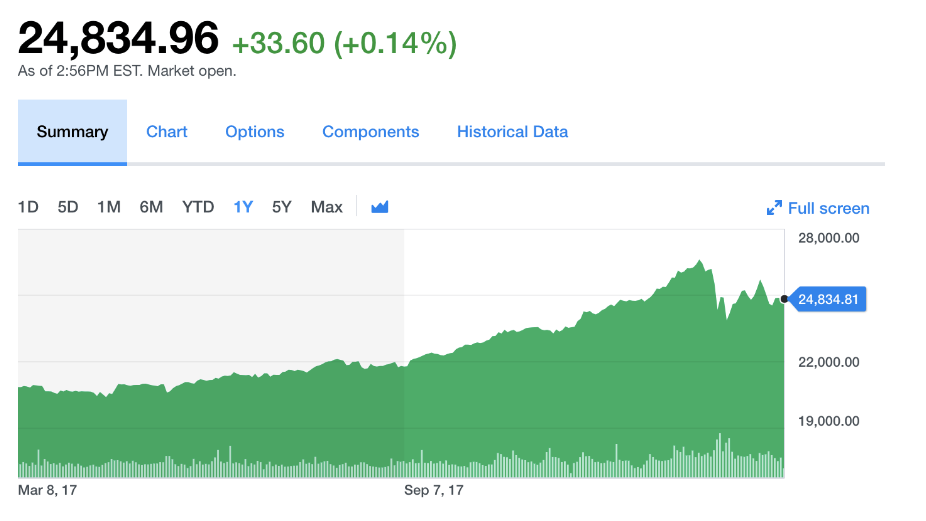 24,834.96 +33.60 (+0.14%)
As of 2:56PM EST. Market open.
Summary Chart Options Components Historical Data
1D 5D 1M 6M YTD 1Y 5Y Max Full screen
28,000.00
24,834.81
22,000.00
19,000.00
Mar 8, 17 Sep 7, 17